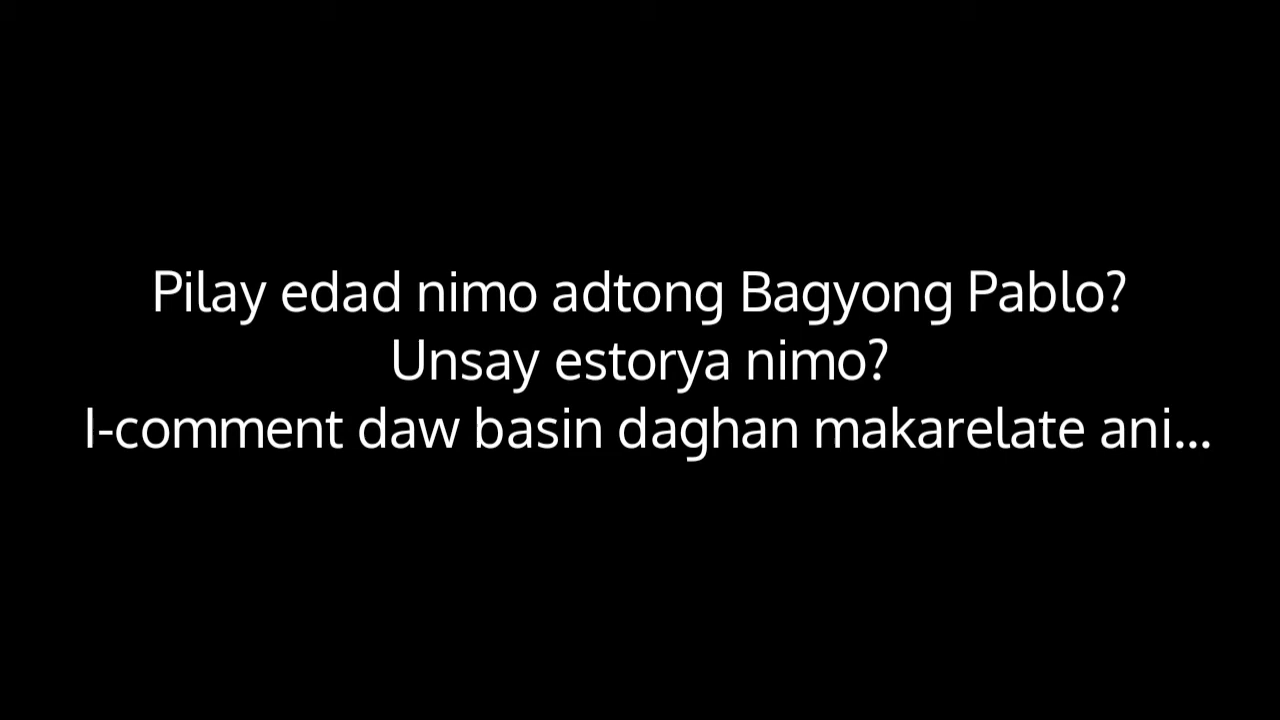 Pilay edad nimo adtong Bagyong Pablo?
Unsay estorya nimo?
I-comment daw basin daghan makarelate ani...